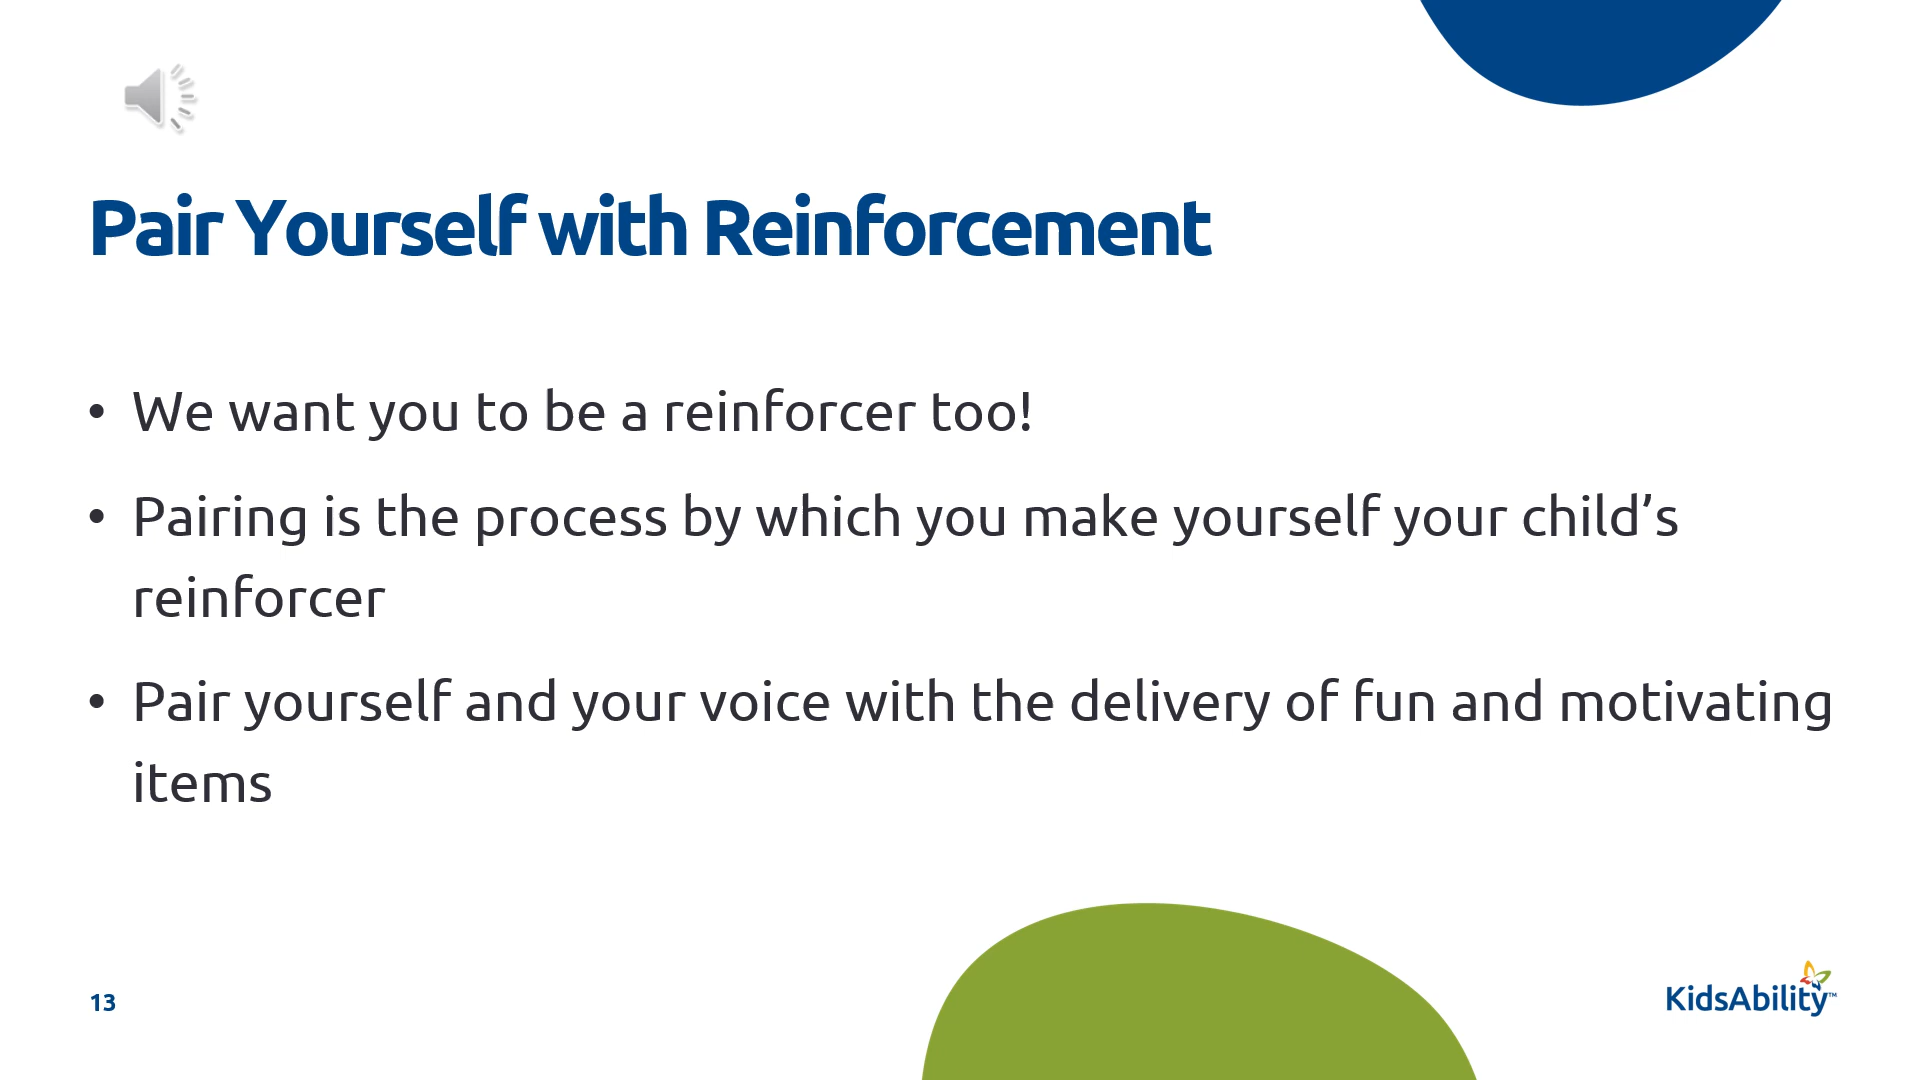 Pair Yourself with Reinforcement
• We want you to be a reinforcer too!
• Pairing is the process by which you make yourself your child’s
reinforcer
• Pair yourself and your voice with the delivery of fun and motivating
items
13
KidsAbility™